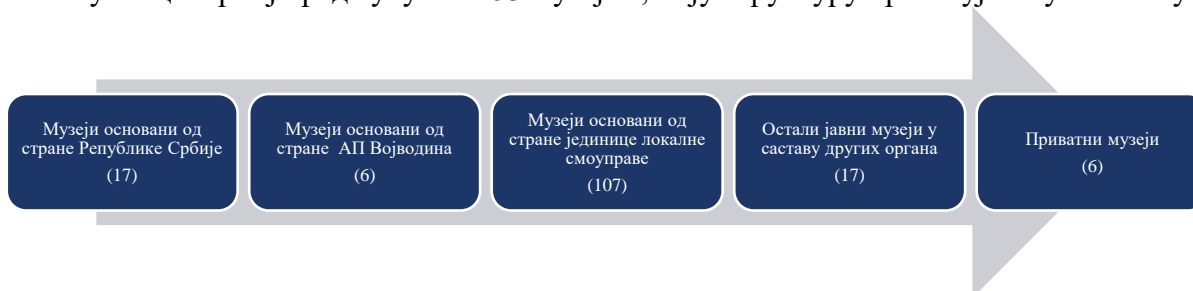 Музеји основани од
стране Републике Србије
(17)
Музеји основани од
стране АП Војводина
(6)
Музеји основани од
стране јединице локалне
смоуправе
(107)
Остали јавни музеји у
саставу других органа
(17)
Приватни музеји
(6)